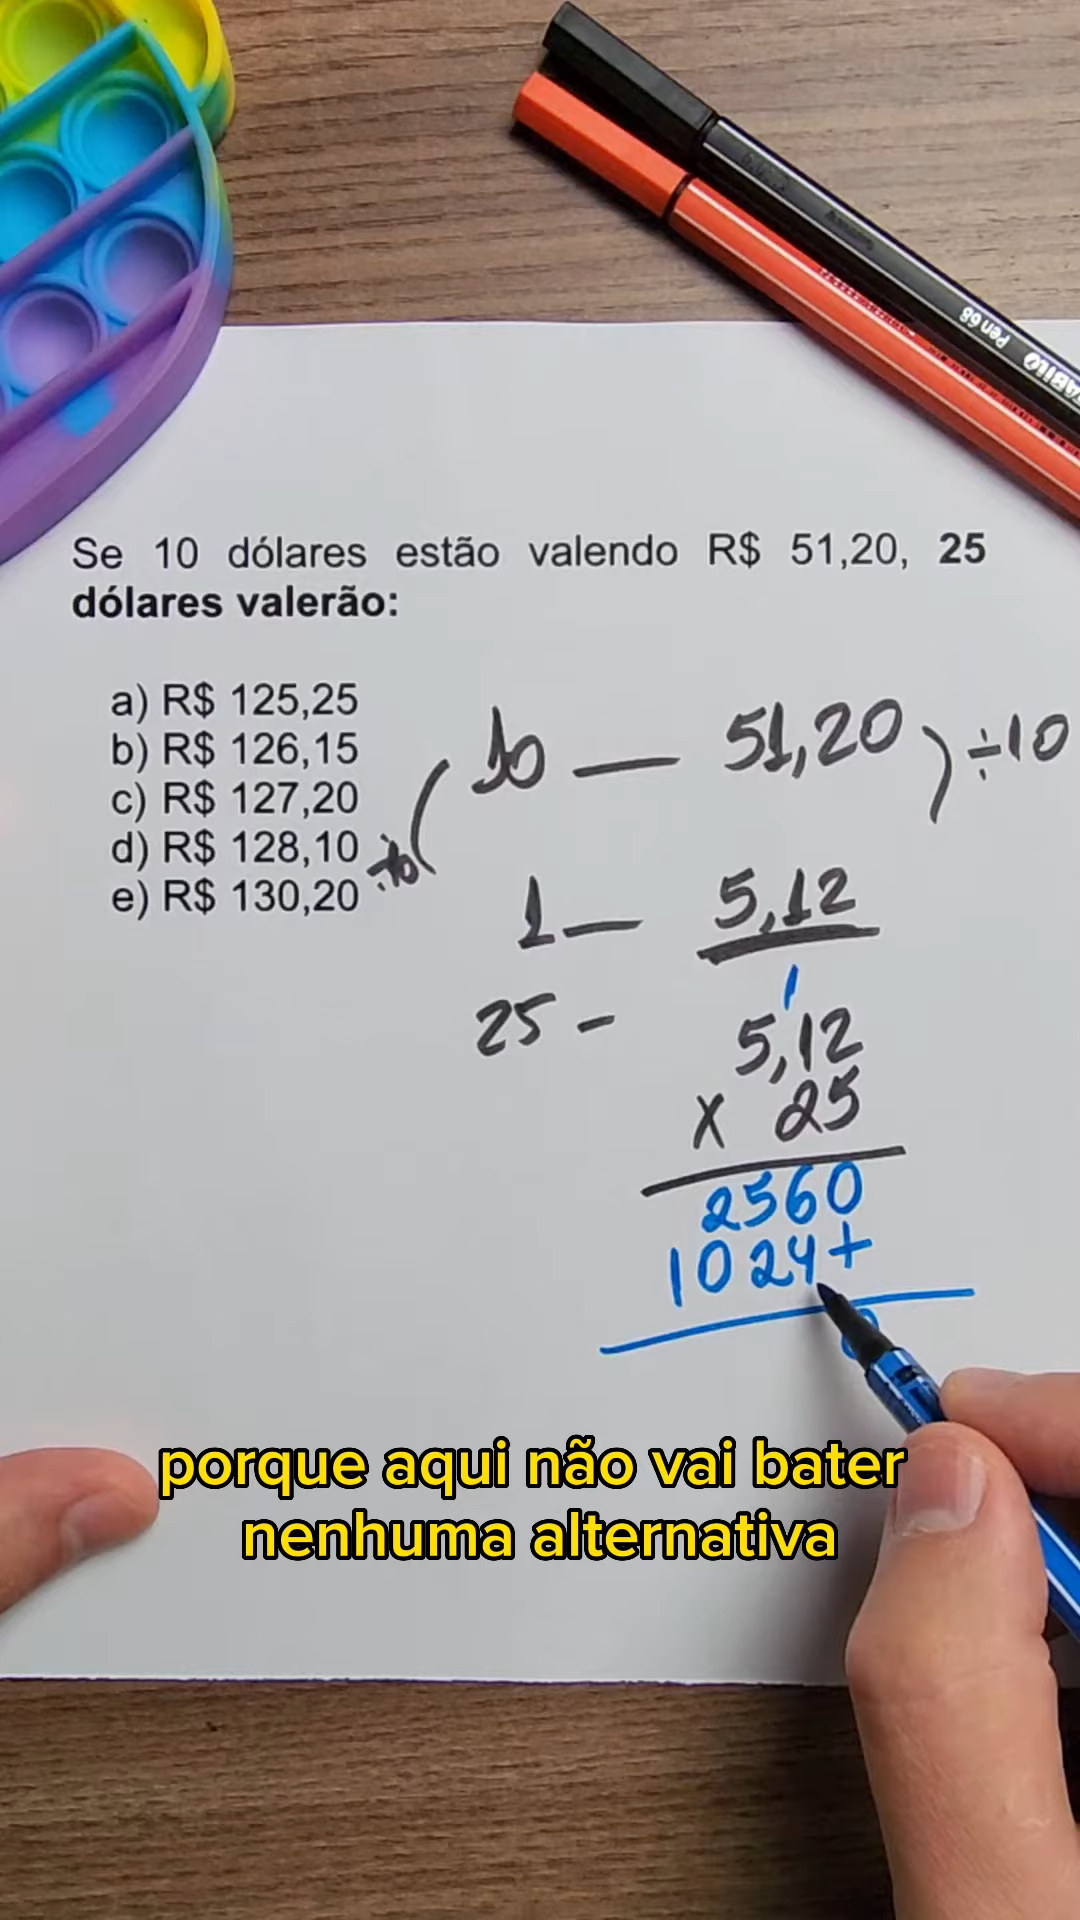 Pen 68
Se 10 dólares estão valendo R$ 51,20, 25
dólares valerão:
a) R$ 125,25
b) R$ 126,15
c) R$ 127,20
d) R$ 128,10
e) R$ 130,20
10 — 51,20 ) ÷10
÷10 (
1 — 5,12
25 -
1
5,12
x 25
2560
1024+
0
porque aqui não vai bater
nenhuma alternativa